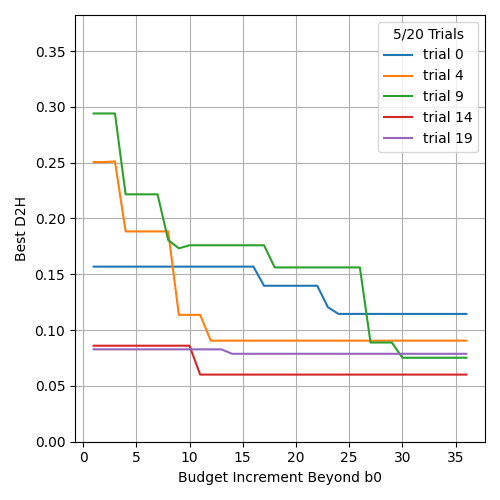 5/20 Trials
trial 0
trial 4
trial 9
trial 14
trial 19
0.35
0.30
0.25
0.20
0.15
0.10
0.05
0.00
Best D2H
0 5 10 15 20 25 30 35
Budget Increment Beyond b0